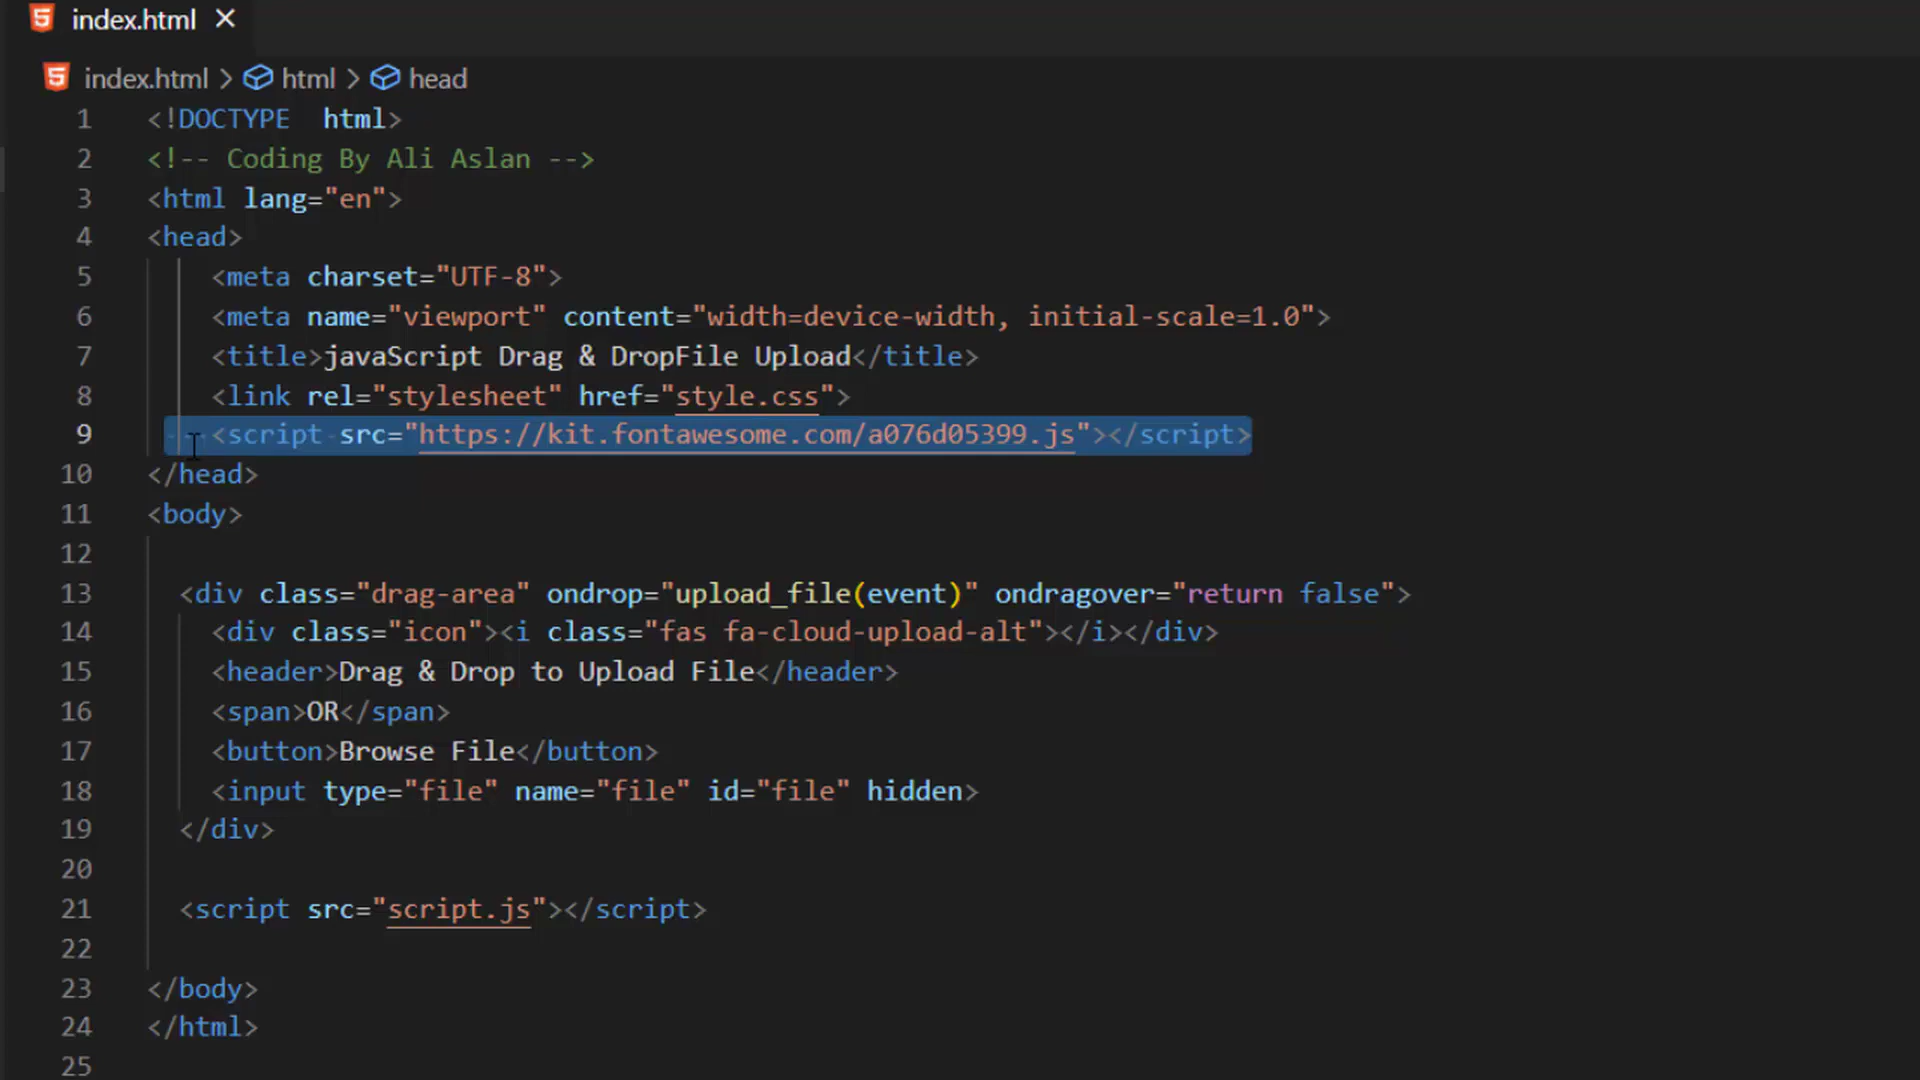 index.html
index.html > html > head
1 <!DOCTYPE  html>
2 <!-- Coding By Ali Aslan -->
3 <html lang="en">
4 <head>
5     <meta charset="UTF-8">
6     <meta name="viewport" content="width=device-width, initial-scale=1.0">
7     <title>javaScript Drag & DropFile Upload</title>
8     <link rel="stylesheet" href="style.css">
9     <script src="https://kit.fontawesome.com/a076d05399.js"></script>
10 </head>
11 <body>
12
13   <div class="drag-area" ondrop="upload_file(event)" ondragover="return false">
14     <div class="icon"><i class="fas fa-cloud-upload-alt"></i></div>
15     <header>Drag & Drop to Upload File</header>
16     <span>OR</span>
17     <button>Browse File</button>
18     <input type="file" name="file" id="file" hidden>
19   </div>
20
21   <script src="script.js"></script>
22
23 </body>
24 </html>
25